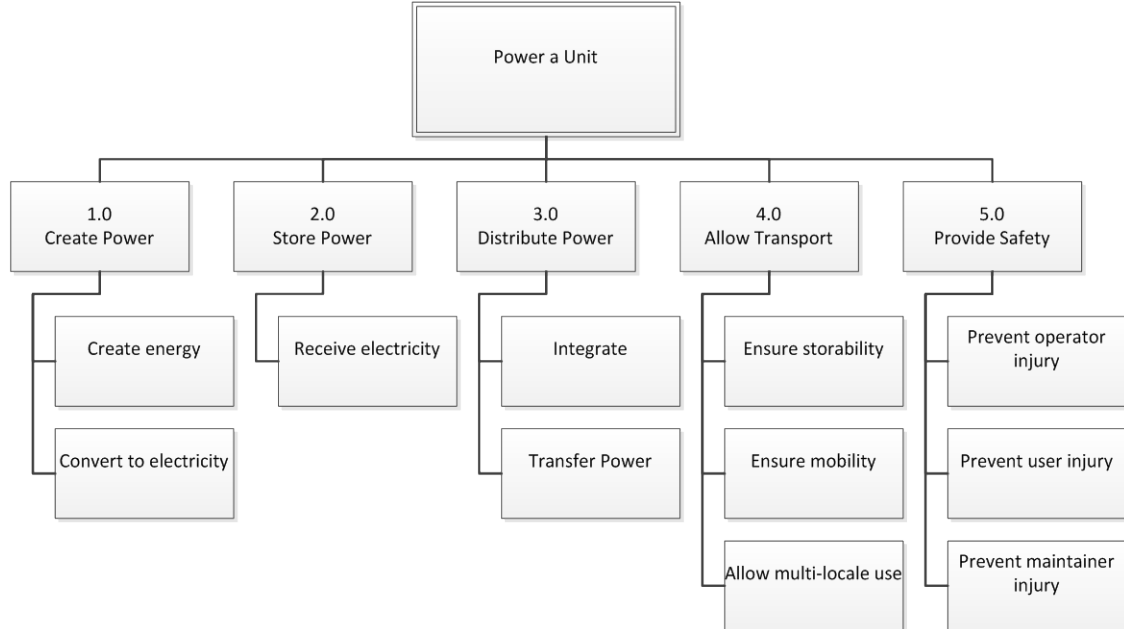 Power a Unit
1.0
Create Power
2.0
Store Power
3.0
Distribute Power
4.0
Allow Transport
5.0
Provide Safety
Create energy
Receive electricity
Integrate
Ensure storability
Prevent operator
injury
Convert to electricity
Transfer Power
Ensure mobility
Prevent user injury
Allow multi-locale use
Prevent maintainer
injury